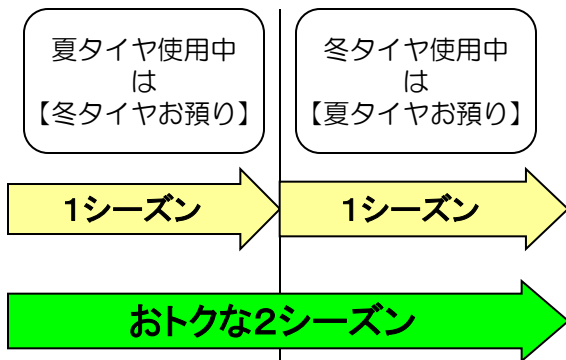 夏タイヤ使用中
は
【冬タイヤお預り】
冬タイヤ使用中
は
【夏タイヤお預り】
1シーズン
1シーズン
おトクな2シーズン